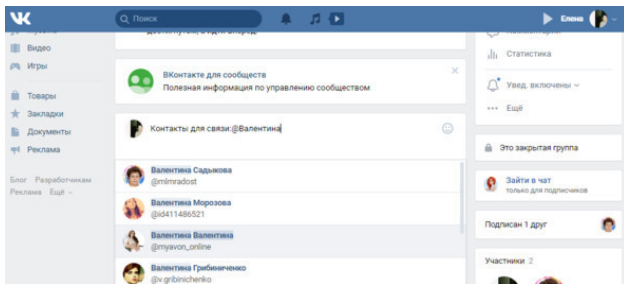 Поиск
Елена
Видео
Игры
Товары
Закладки
Документы
Реклама
Блог Разработчикам
Реклама Ещё
ВКонтакте для сообществ
Полезная информация по управлению сообществом
Контакты для связи:@Валентина
Валентина Садыкова
@mimradost
Валентина Морозова
@id411486521
Валентина Валентина
@myavon_online
Валентина Грибиниченко
@v.gribinichenko
Статистика
Увед. включены
Ещё
Это закрытая группа
Зайти в чат
только для подписчиков
Подписан 1 друг
Участники 2